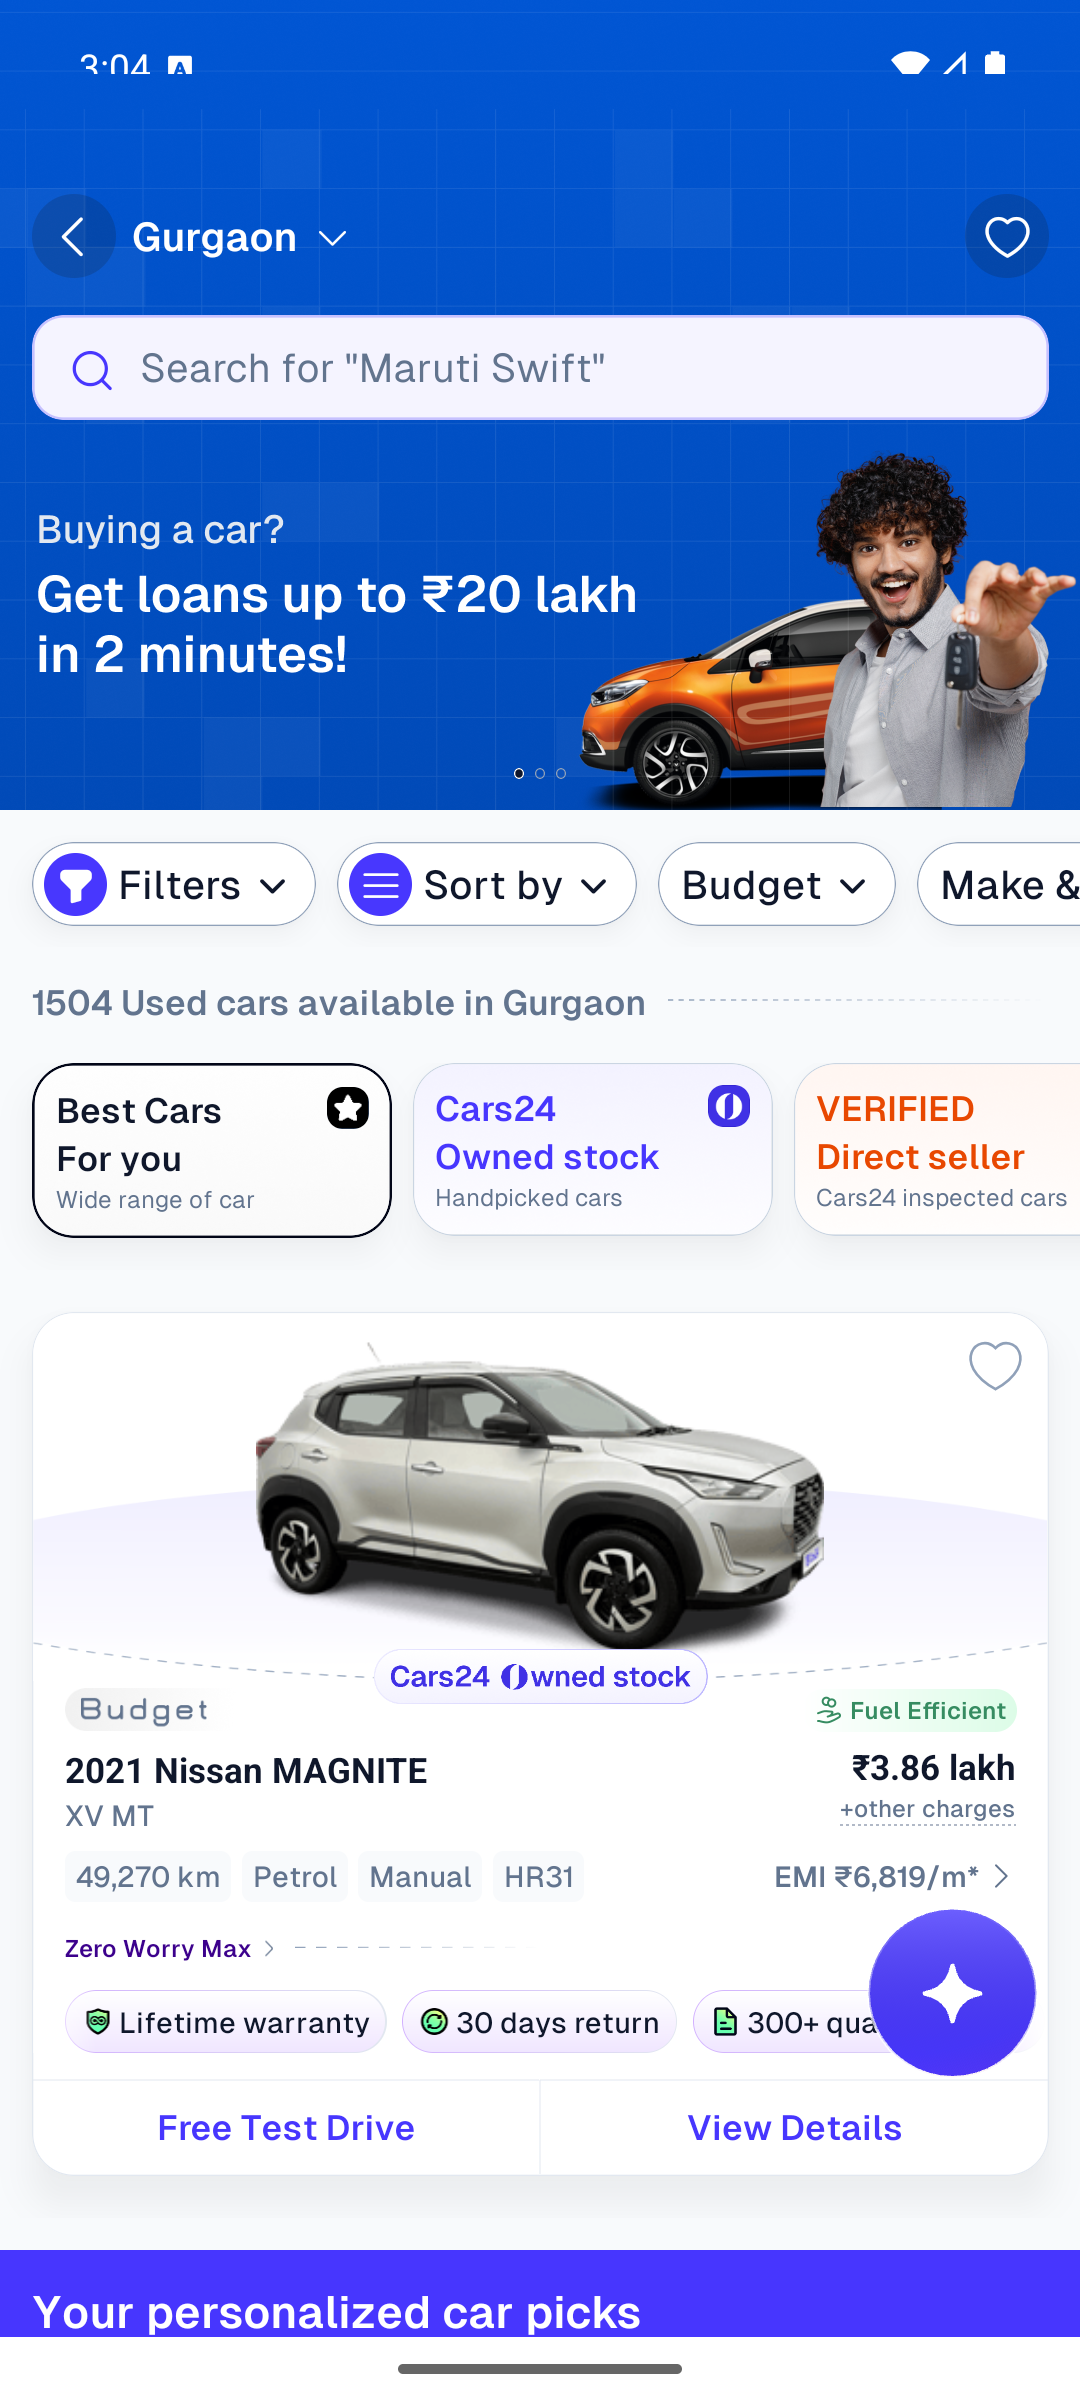 3:04
Gurgaon
Search for "Maruti Swift"
Buying a car?
Get loans up to ₹20 lakh
in 2 minutes!
Filters
Sort by
Budget
Make &
1504 Used cars available in Gurgaon
Best Cars
For you
Wide range of car
Cars24
Owned stock
Handpicked cars
VERIFIED
Direct seller
Cars24 inspected cars
Cars24 Owned stock
Budget
Fuel Efficient
2021 Nissan MAGNITE
₹3.86 lakh
XV MT
+other charges
49,270 km
Petrol
Manual
HR31
EMI ₹6,819/m*
Zero Worry Max
Lifetime warranty
30 days return
300+
Free Test Drive
View Details
Your personalized car picks